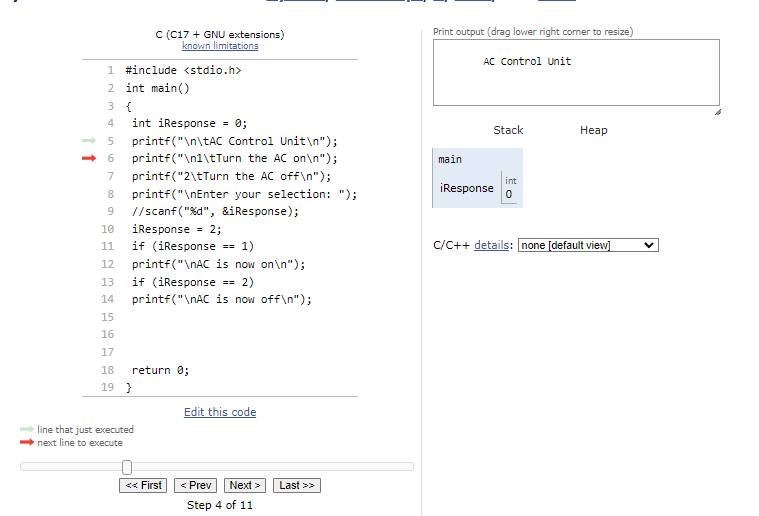 C (C17 + GNU extensions)
known limitations
1 #include <stdio.h>
2 int main()
3 {
4 int iResponse = 0;
5 printf("\n\tAC Control Unit\n");
6 printf("\n1\tTurn the AC on\n");
7 printf("2\tTurn the AC off\n");
8 printf("\nEnter your selection: ");
9 //scanf("%d", &iResponse);
10 iResponse = 2;
11 if (iResponse == 1)
12 printf("\nAC is now on\n");
13 if (iResponse == 2)
14 printf("\nAC is now off\n");
15
16
17
18 return 0;
19 }
Edit this code
line that just executed
next line to execute
<< First < Prev Next > Last >>
Step 4 of 11
Print output (drag lower right corner to resize)
AC Control Unit
Stack Heap
main
int
iResponse 0
C/C++ details: none [default view]